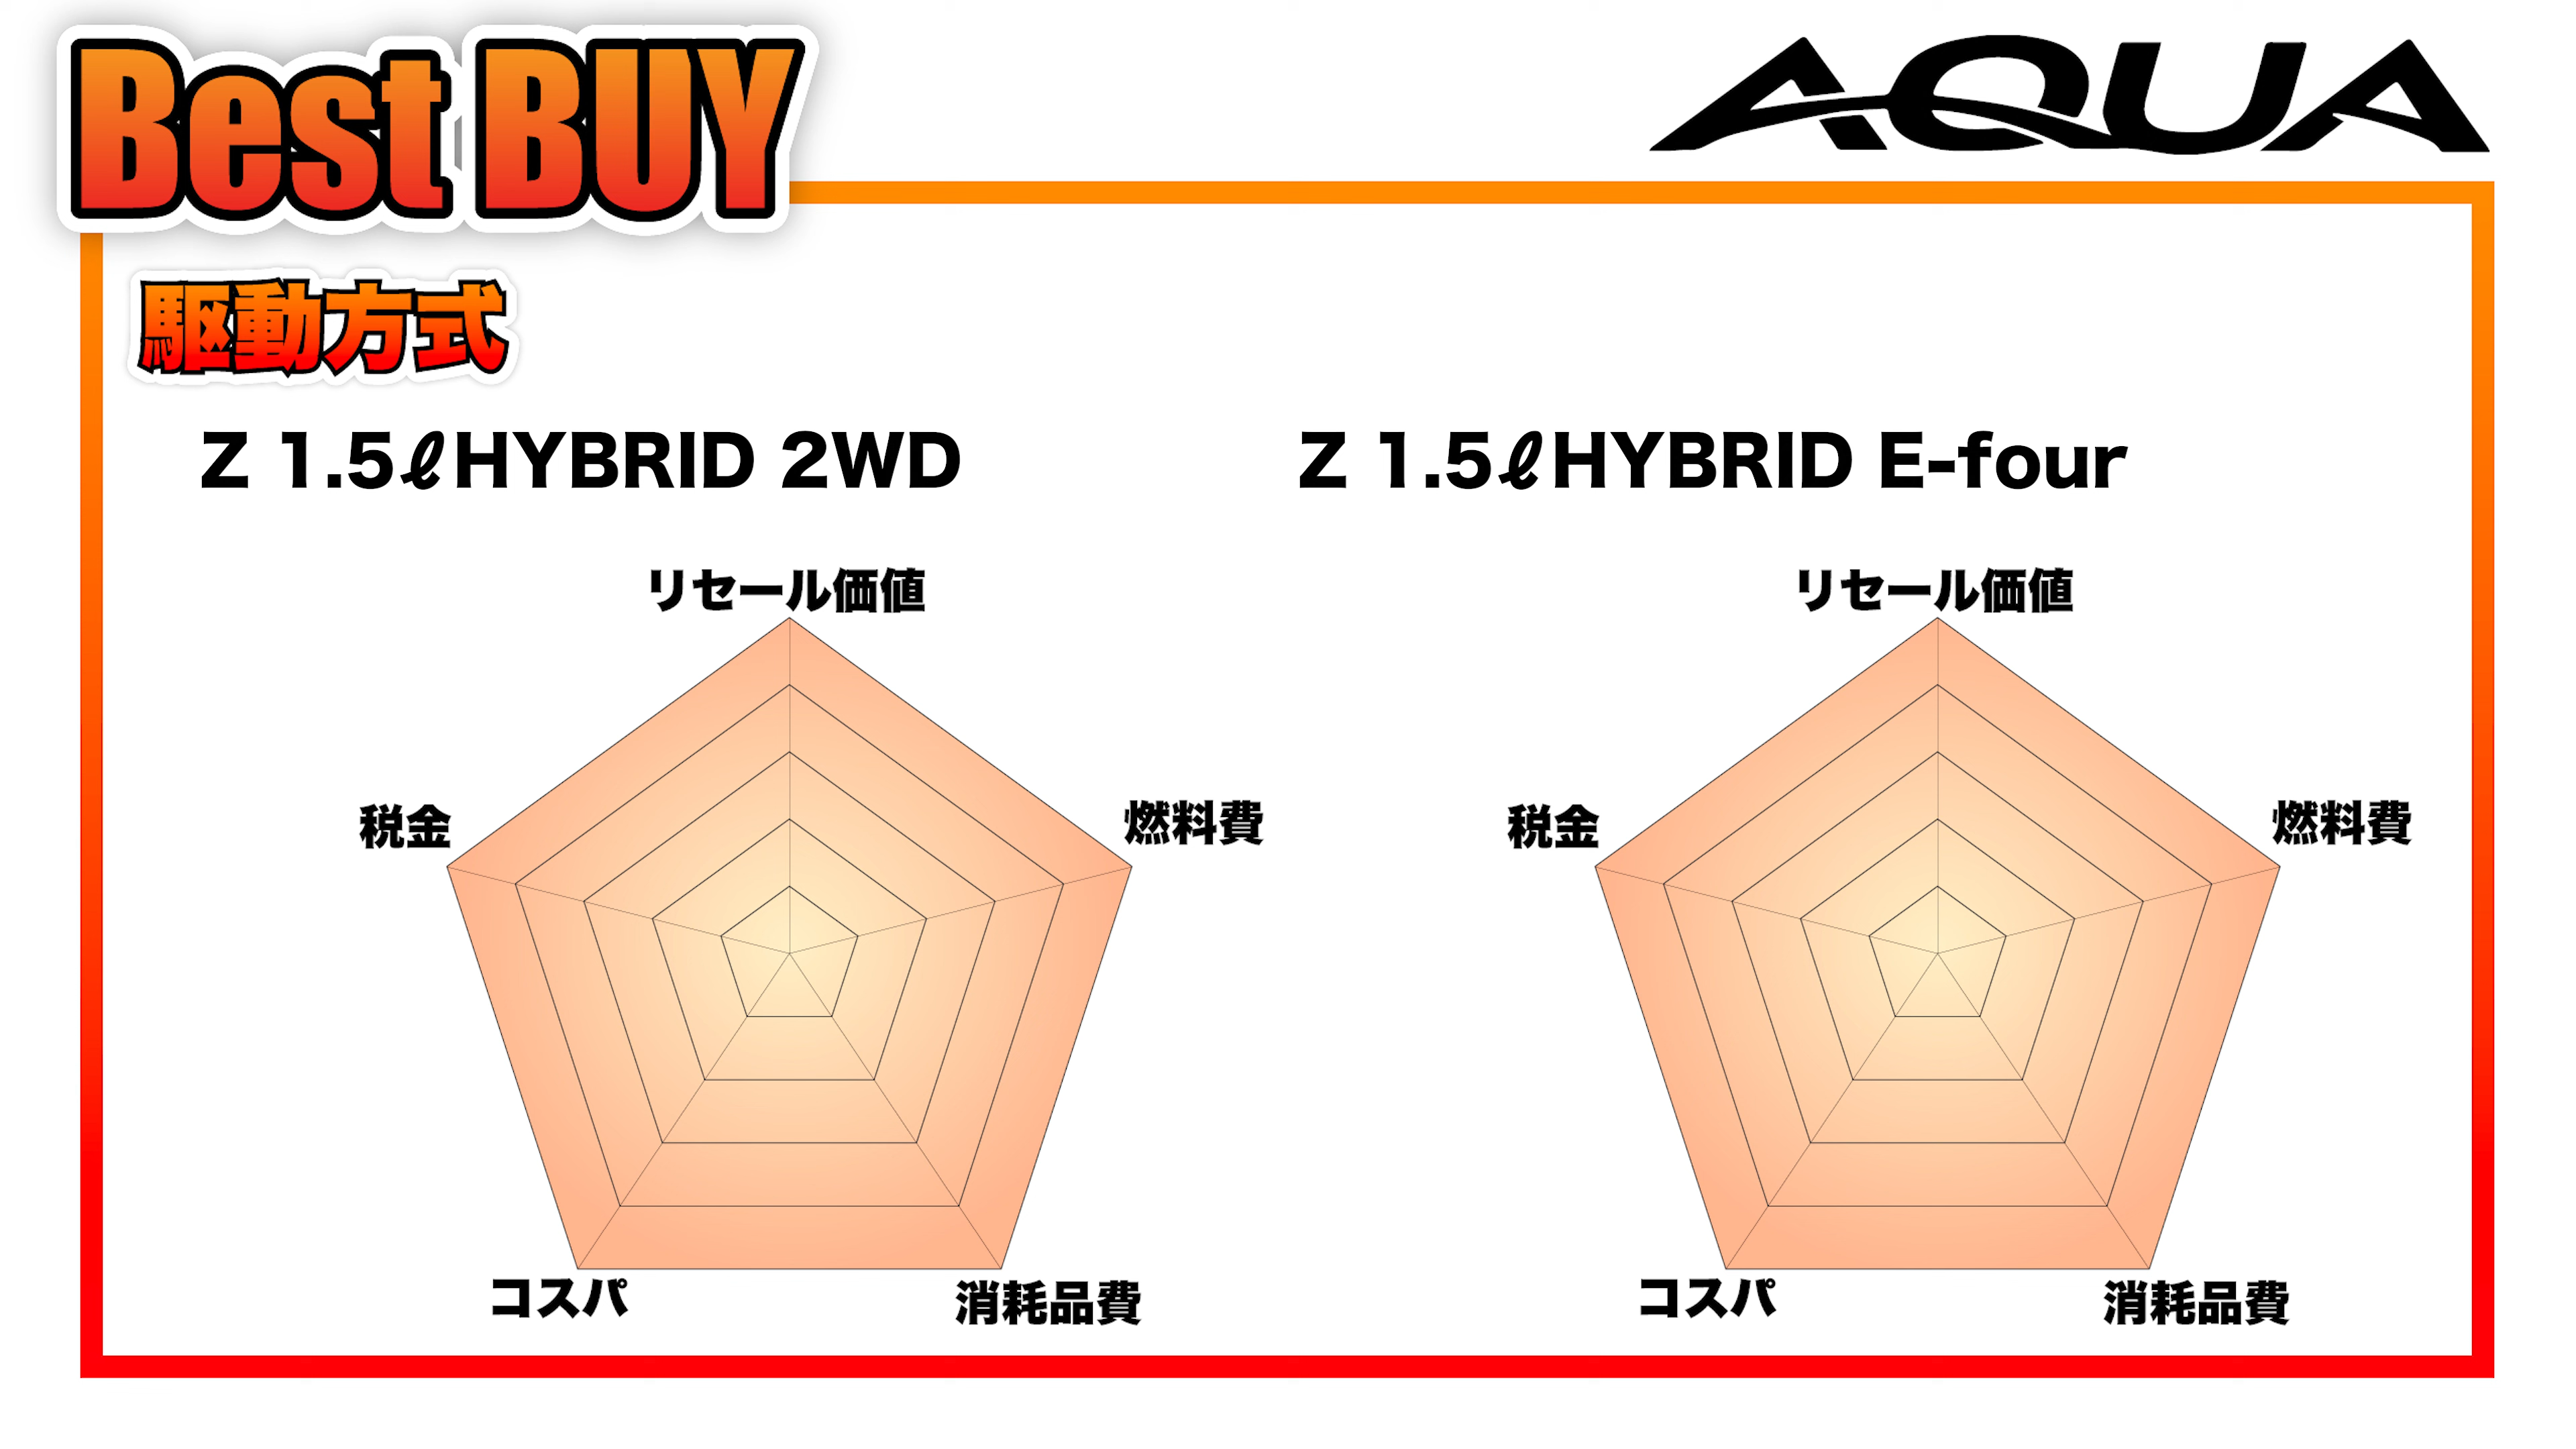 Best BUY
AQUA
駆動方式
Z 1.5ℓHYBRID 2WD
Z 1.5ℓHYBRID E-four
リセール価値
税金
燃料費
コスパ
消耗品費
リセール価値
税金
燃料費
コスパ
消耗品費